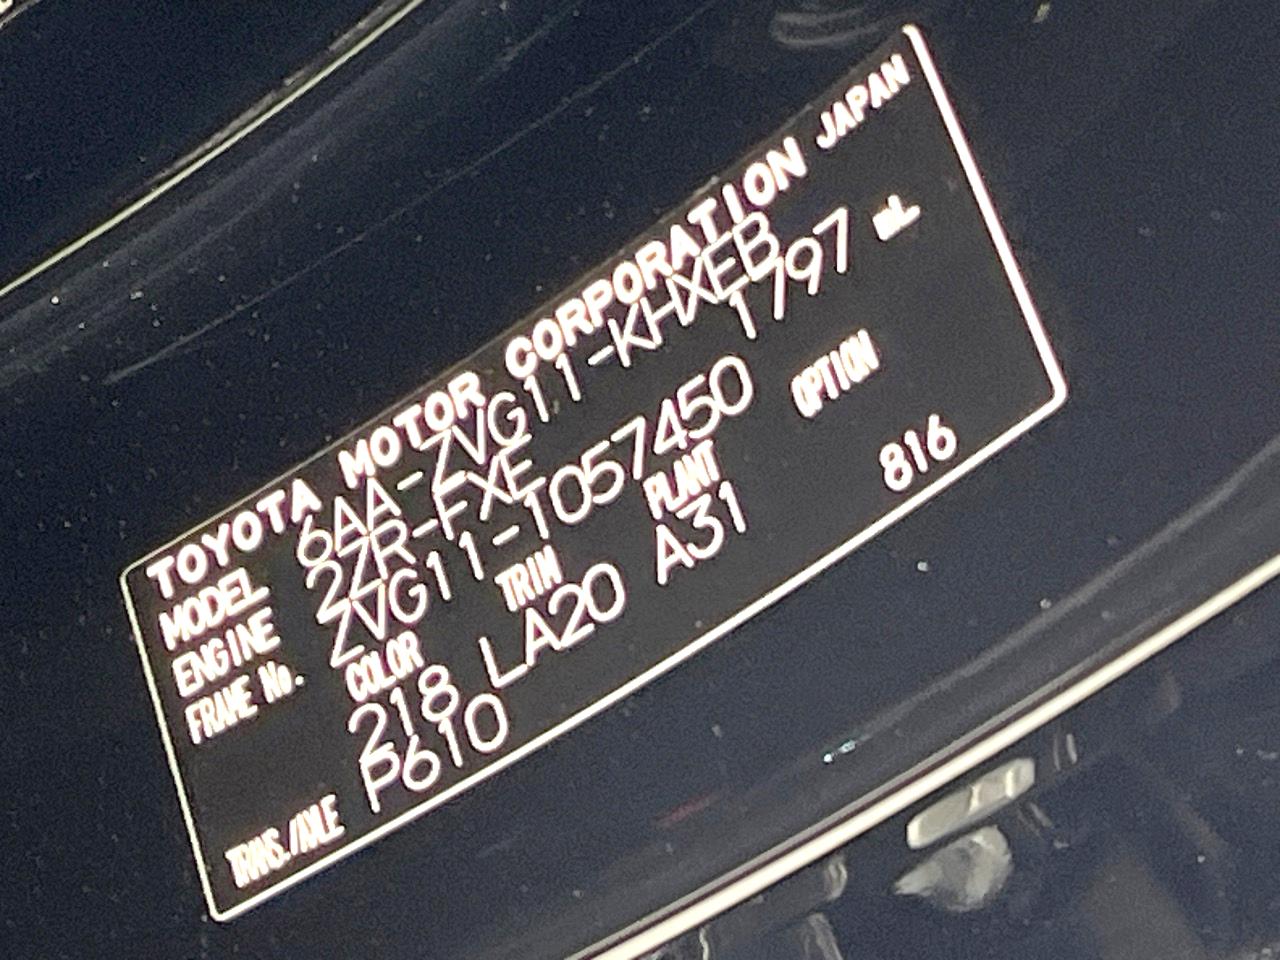 TOYOTA MOTOR CORPORATION JAPAN
MODEL 6AA-ZVG11-KHXEB
ENGINE 2ZR-FXE 1797 mL
FRAME No. ZVG11-1057450
COLOR TRIM PLANT OPTION
218 LA20 A31 816
TRANS./AXLE P610